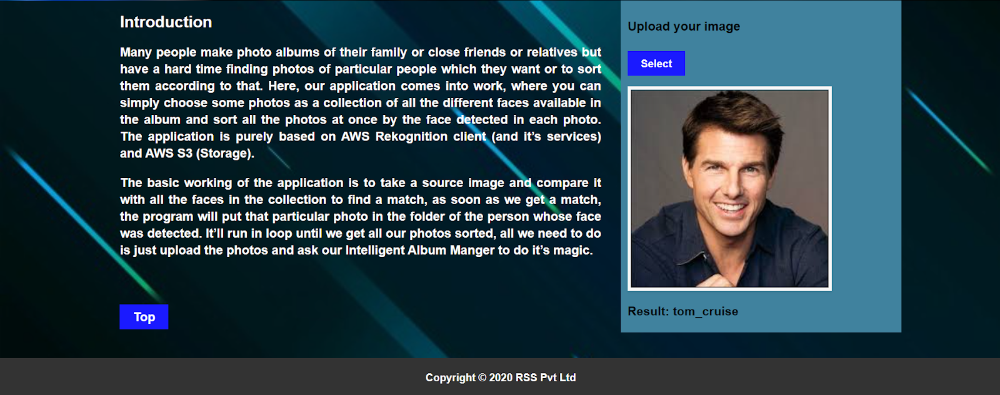 Introduction
Many people make photo albums of their family or close friends or relatives but
have a hard time finding photos of particular people which they want or to sort
them according to that. Here, our application comes into work, where you can
simply choose some photos as a collection of all the different faces available in
the album and sort all the photos at once by the face detected in each photo.
The application is purely based on AWS Rekognition client (and it’s services)
and AWS S3 (Storage).
The basic working of the application is to take a source image and compare it
with all the faces in the collection to find a match, as soon as we get a match,
the program will put that particular photo in the folder of the person whose face
was detected. It’ll run in loop until we get all our photos sorted, all we need to do
is just upload the photos and ask our Intelligent Album Manger to do it’s magic.
Top
Upload your image
Select
Result: tom_cruise
Copyright © 2020 RSS Pvt Ltd